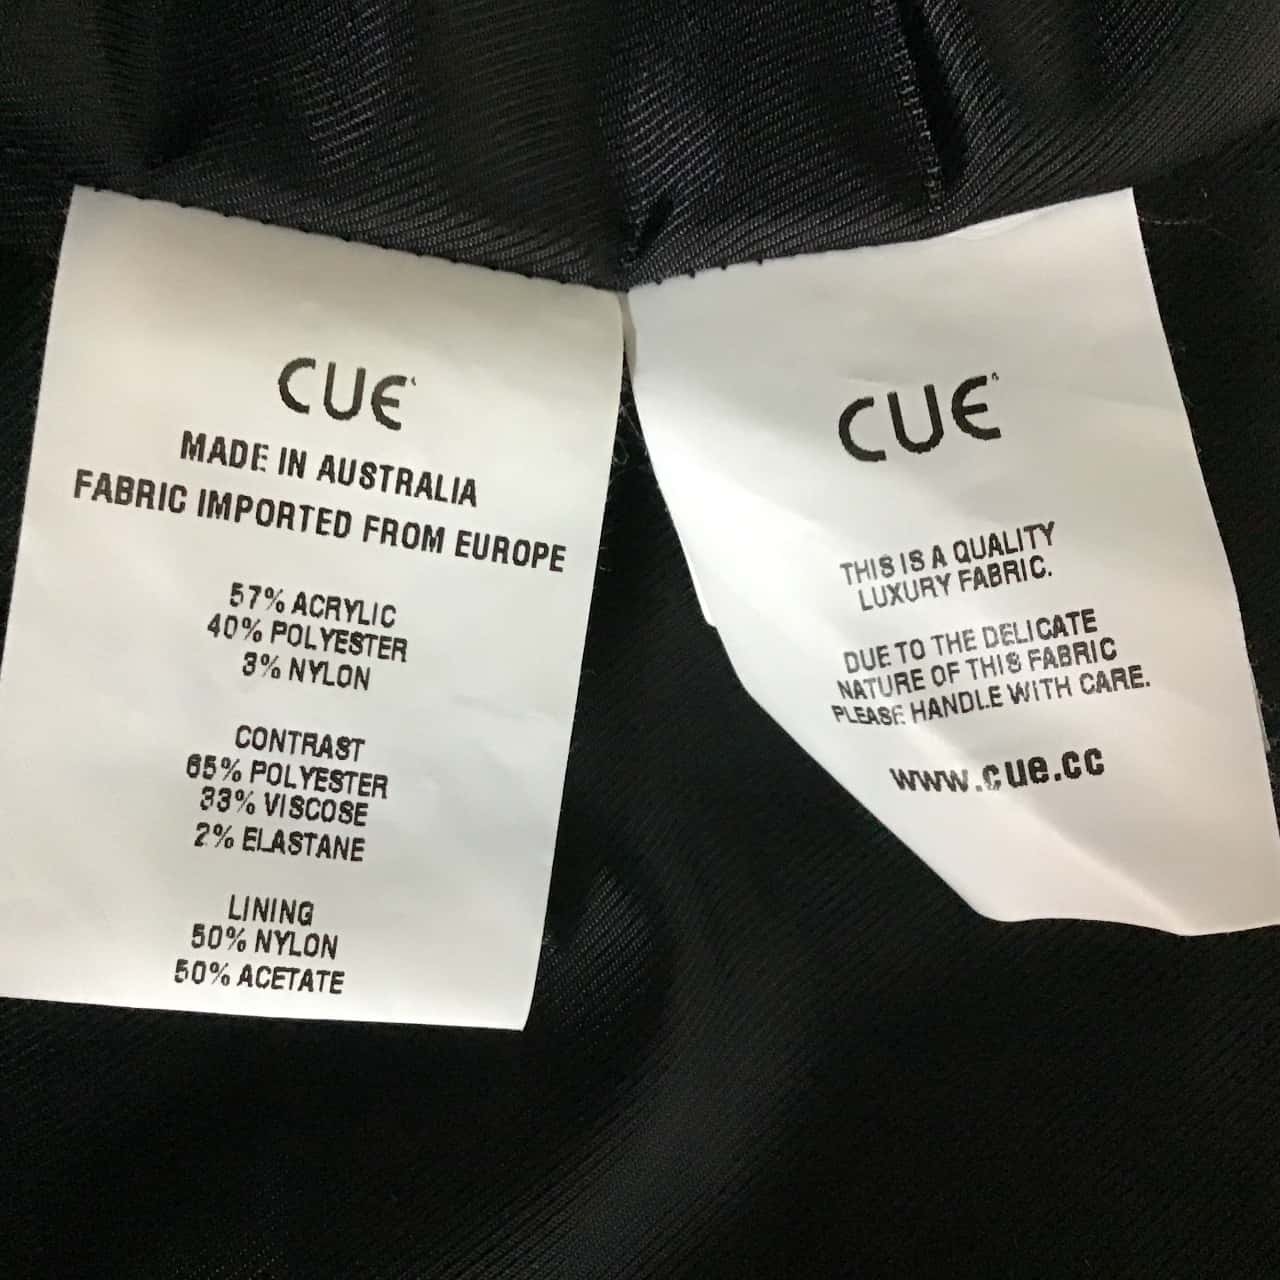 CUE
MADE IN AUSTRALIA
FABRIC IMPORTED FROM EUROPE
57% ACRYLIC
40% POLYESTER
3% NYLON
CONTRAST
65% POLYESTER
33% VISCOSE
2% ELASTANE
LINING
50% NYLON
50% ACETATE
CUE
THIS IS A QUALITY
LUXURY FABRIC.
DUE TO THE DELICATE
NATURE OF THIS FABRIC
PLEASE HANDLE WITH CARE.
www.cue.cc